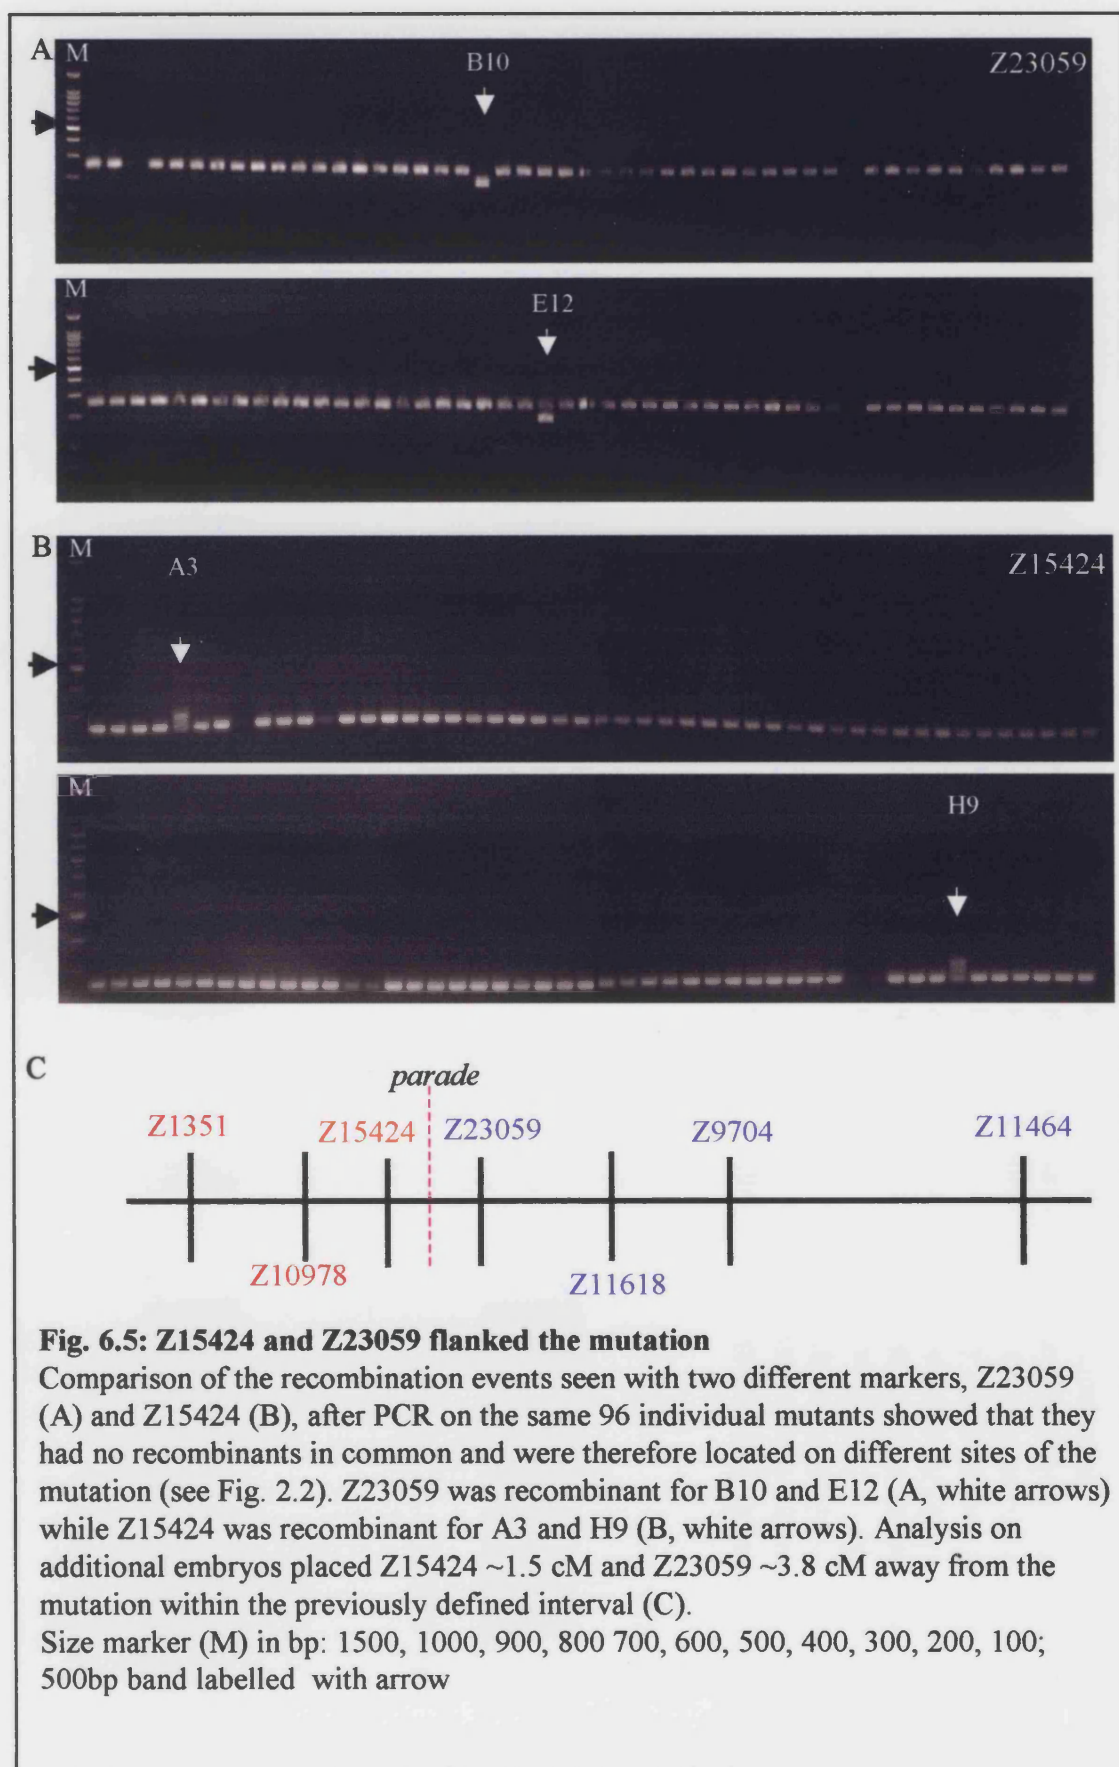 A M B10 Z23059
M E12
B M A3 Z15424
M H9
C
parade
Z1351 Z15424 Z23059 Z9704 Z11464
Z10978 Z11618
Fig. 6.5: Z15424 and Z23059 flanked the mutation
Comparison of the recombination events seen with two different markers, Z23059
(A) and Z15424 (B), after PCR on the same 96 individual mutants showed that they
had no recombinants in common and were therefore located on different sites of the
mutation (see Fig. 2.2). Z23059 was recombinant for B10 and E12 (A, white arrows)
while Z15424 was recombinant for A3 and H9 (B, white arrows). Analysis on
additional embryos placed Z15424 ~1.5 cM and Z23059 ~3.8 cM away from the
mutation within the previously defined interval (C).
Size marker (M) in bp: 1500, 1000, 900, 800 700, 600, 500, 400, 300, 200, 100;
500bp band labelled with arrow